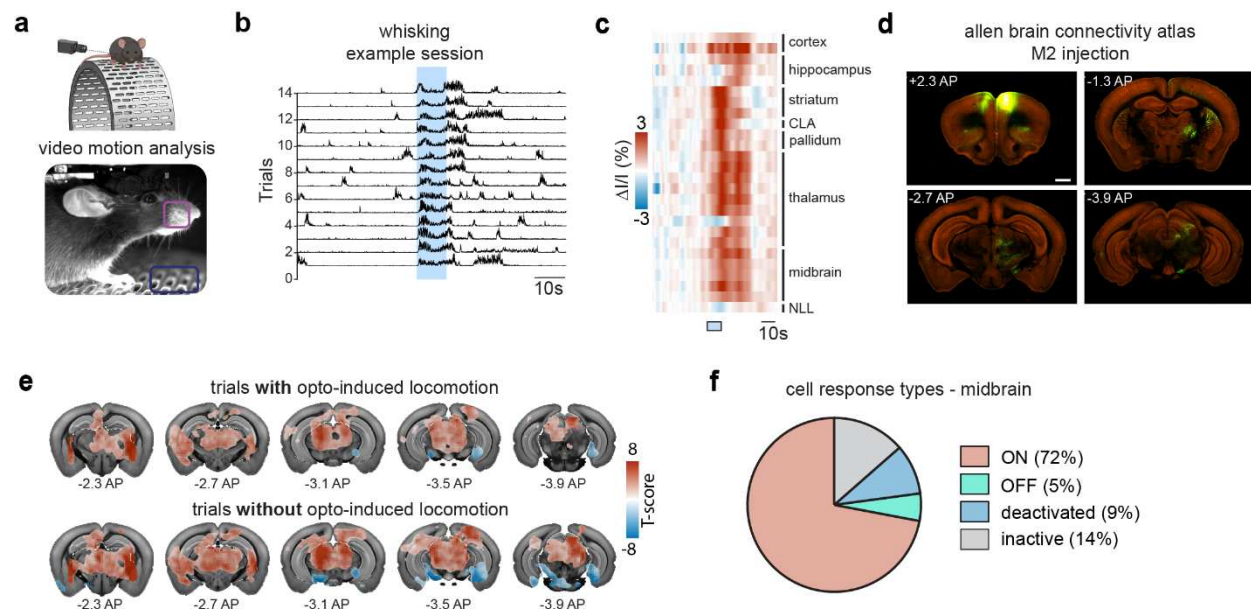 a
video motion analysis
b
whisking
example session
14
12
10
8
6
4
2
0
Trials
10s
c
3
-3
ΔI/I (%)
cortex
hippocampus
striatum
CLA
pallidum
thalamus
midbrain
NLL
10s
d
allen brain connectivity atlas
M2 injection
+2.3 AP
-1.3 AP
-2.7 AP
-3.9 AP
e
trials with opto-induced locomotion
-2.3 AP
-2.7 AP
-3.1 AP
-3.5 AP
-3.9 AP
trials without opto-induced locomotion
-2.3 AP
-2.7 AP
-3.1 AP
-3.5 AP
-3.9 AP
8
-8
T-score
f
cell response types - midbrain
ON (72%)
OFF (5%)
deactivated (9%)
inactive (14%)